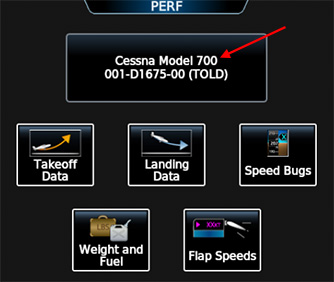 PERF
Cessna Model 700
001-D1675-00 (TOLD)
Takeoff
Data
Landing
Data
Speed Bugs
Weight and
Fuel
Flap Speeds